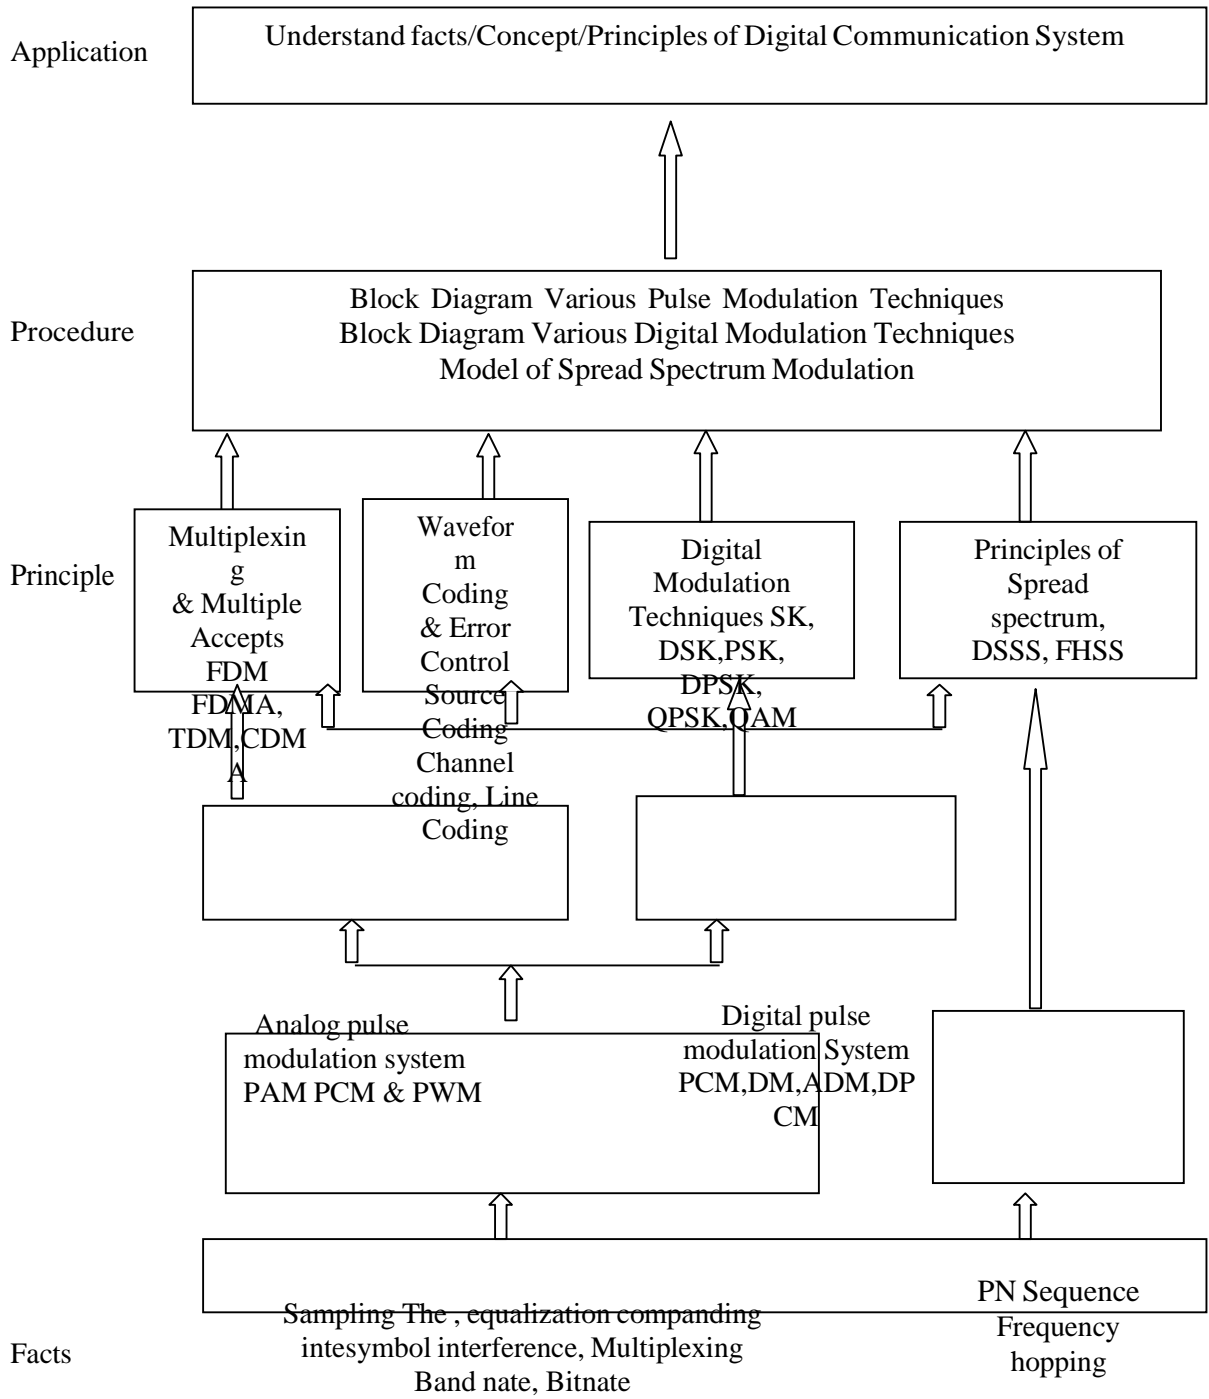 Application
Understand facts/Concept/Principles of Digital Communication System
Procedure
Block Diagram Various Pulse Modulation Techniques
Block Diagram Various Digital Modulation Techniques
Model of Spread Spectrum Modulation
Principle
Multiplexin
g
& Multiple
Accepts
FDM
FDMA,
TDM,CDM
A
Wavefor
m
Coding
& Error
Control
Source
Coding
Channel
coding, Line
Coding
Digital
Modulation
Techniques SK,
DSK,PSK,
DPSK,
QPSK,QAM
Principles of
Spread
spectrum,
DSSS, FHSS
Analog pulse
modulation system
PAM PCM & PWM
Digital pulse
modulation System
PCM,DM,ADM,DP
CM
Facts
Sampling The , equalization companding
intesymbol interference, Multiplexing
Band nate, Bitnate
PN Sequence
Frequency
hopping